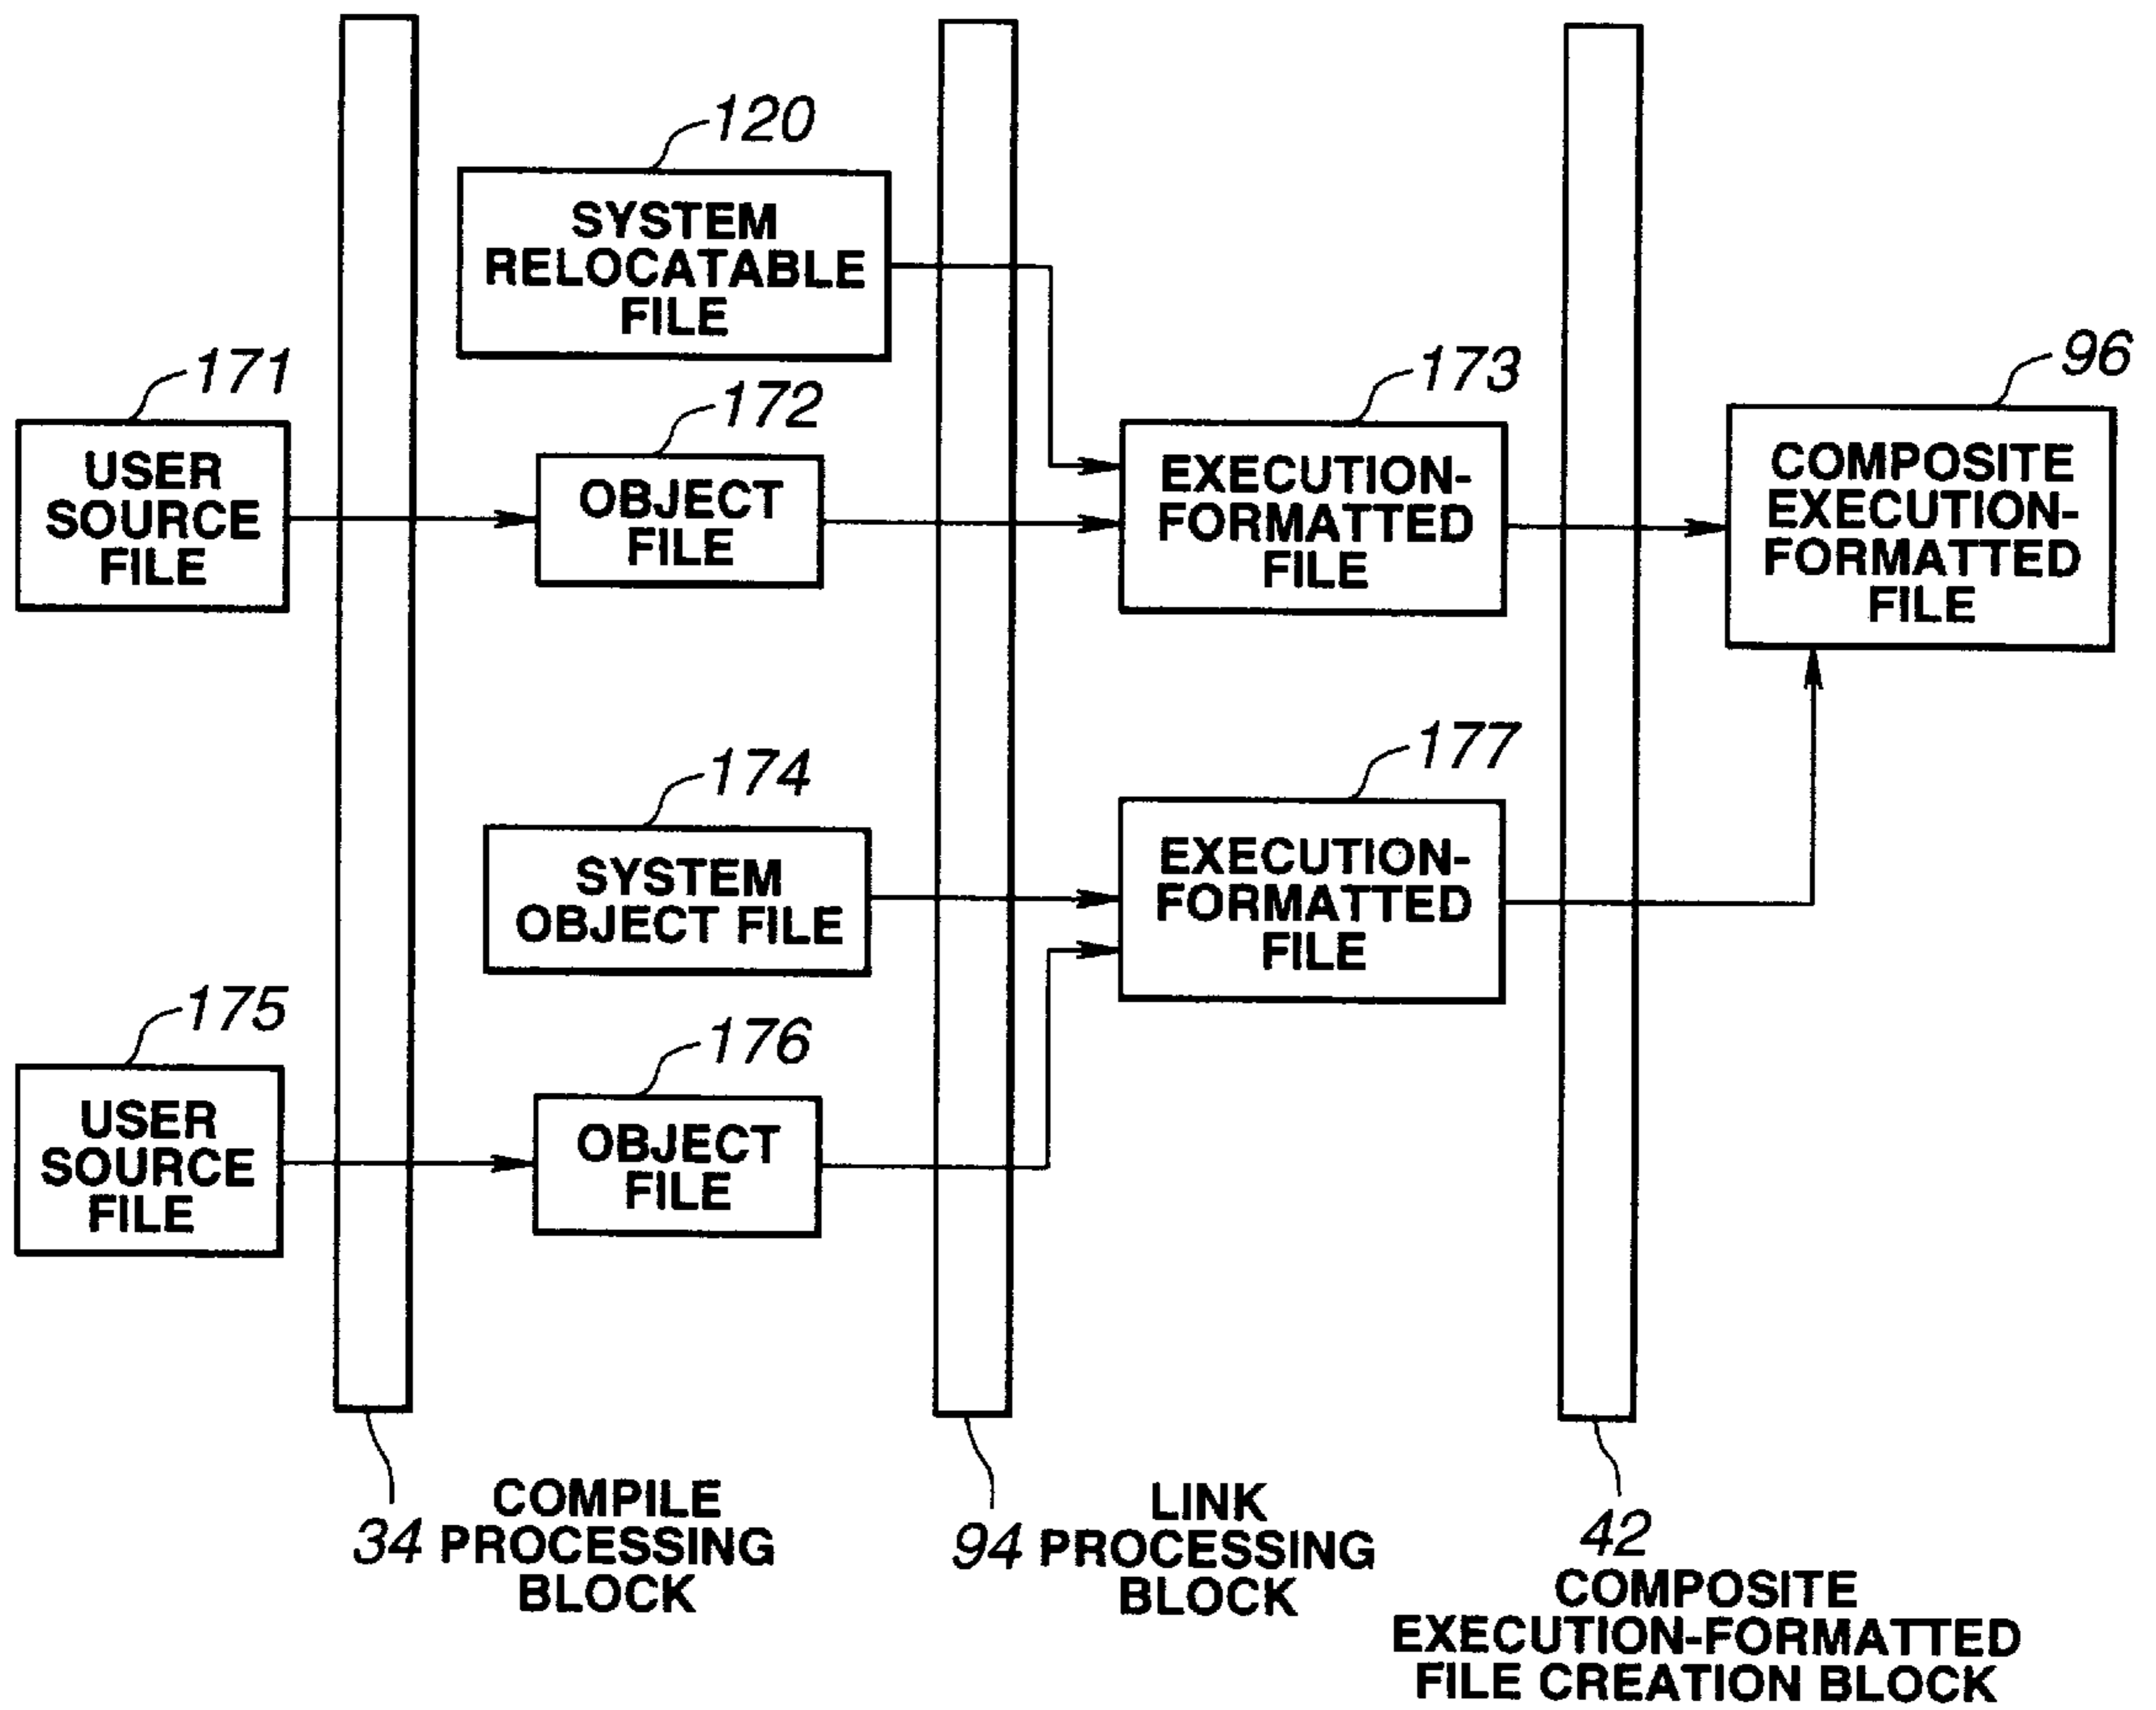 120
SYSTEM
RELOCATABLE
FILE
171
USER
SOURCE
FILE
172
OBJECT
FILE
173
EXECUTION-
FORMATTED
FILE
96
COMPOSITE
EXECUTION-
FORMATTED
FILE
174
SYSTEM
OBJECT FILE
177
EXECUTION-
FORMATTED
FILE
175
USER
SOURCE
FILE
176
OBJECT
FILE
34 COMPILE
PROCESSING
BLOCK
94 LINK
PROCESSING
BLOCK
42
COMPOSITE
EXECUTION-FORMATTED
FILE CREATION BLOCK